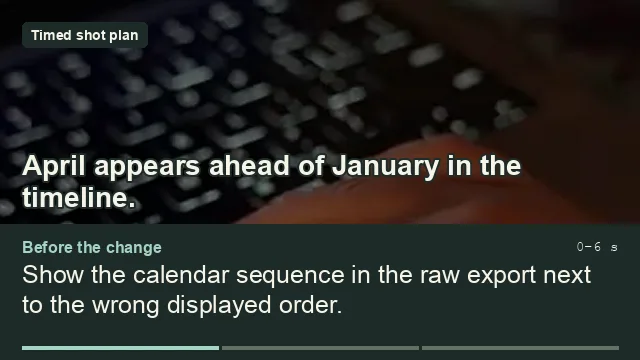 Timed shot plan
April appears ahead of January in the
timeline.
Before the change
0–6 s
Show the calendar sequence in the raw export next
to the wrong displayed order.